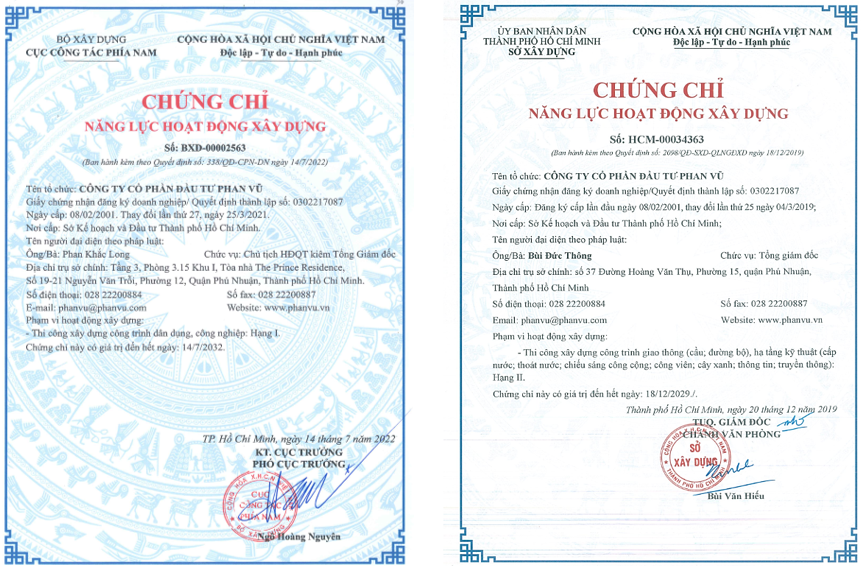 BỘ XÂY DỰNG
CỤC CÔNG TÁC PHÍA NAM
CỘNG HÒA XÃ HỘI CHỦ NGHĨA VIỆT NAM
Độc lập - Tự do - Hạnh phúc
CHỨNG CHỈ
NĂNG LỰC HOẠT ĐỘNG XÂY DỰNG
Số: BXD-00002563
(Ban hành kèm theo Quyết định số: 338/QĐ-CPN-DN ngày 14/7/2022)
Tên tổ chức: CÔNG TY CỔ PHẦN ĐẦU TƯ PHAN VŨ
Giấy chứng nhận đăng ký doanh nghiệp/ Quyết định thành lập số: 0302217087
Ngày cấp: 08/02/2001. Thay đổi lần thứ 27, ngày 25/3/2021.
Nơi cấp: Sở Kế hoạch và Đầu tư Thành phố Hồ Chí Minh.
Tên người đại diện theo pháp luật:
Ông/Bà: Phan Khắc Long Chức vụ: Chủ tịch HĐQT kiêm Tổng Giám đốc
Địa chỉ trụ sở chính: Tầng 3, Phòng 3.15 Khu I, Tòa nhà The Prince Residence,
Số 19-21 Nguyễn Văn Trỗi, Phường 12, Quận Phú Nhuận, Thành phố Hồ Chí Minh.
Số điện thoại: 028 22200884 Số fax: 028 22200887
E-mail: phanvu@phanvu.com Website: www.phanvu.vn
Phạm vi hoạt động xây dựng:
- Thi công xây dựng công trình dân dụng, công nghiệp: Hạng I.
Chứng chỉ này có giá trị đến hết ngày: 14/7/2032.
TP. Hồ Chí Minh, ngày 14 tháng 7 năm 2022
KT. CỤC TRƯỞNG
PHÓ CỤC TRƯỞNG
CỤC
CÔNG TÁC
PHÍA NAM
Ngô Hoàng Nguyên
ỦY BAN NHÂN DÂN
THÀNH PHỐ HỒ CHÍ MINH
SỞ XÂY DỰNG
CỘNG HÒA XÃ HỘI CHỦ NGHĨA VIỆT NAM
Độc lập - Tự do - Hạnh phúc
CHỨNG CHỈ
NĂNG LỰC HOẠT ĐỘNG XÂY DỰNG
Số: HCM-00034363
(Ban hành kèm theo Quyết định số: 2098/QĐ-SXD-QLNGĐXD ngày 18/12/2019)
Tên tổ chức: CÔNG TY CỔ PHẦN ĐẦU TƯ PHAN VŨ
Giấy chứng nhận đăng ký doanh nghiệp/Quyết định thành lập số: 0302217087
Ngày cấp: Đăng ký cấp lần đầu ngày 08/02/2001, thay đổi lần thứ 25 ngày 04/3/2019;
Nơi cấp: Sở Kế hoạch và Đầu tư Thành phố Hồ Chí Minh;
Tên người đại diện theo pháp luật:
Ông/Bà: Bùi Đức Thông Chức vụ: Tổng giám đốc
Địa chỉ trụ sở chính: số 37 Đường Hoàng Văn Thụ, Phường 15, quận Phú Nhuận,
Thành phố Hồ Chí Minh
Số điện thoại: 028 22200884 Số fax: 028 22200887
Email: phanvu@phanvu.com Website: www.phanvu.vn
Phạm vi hoạt động xây dựng:
- Thi công xây dựng công trình giao thông (cầu; đường bộ), hạ tầng kỹ thuật (cấp
nước; thoát nước; chiếu sáng công cộng; công viên; cây xanh; thông tin; truyền thông):
Hạng II.
Chứng chỉ này có giá trị đến hết ngày: 18/12/2029./.
Thành phố Hồ Chí Minh, ngày 20 tháng 12 năm 2019
TUQ. GIÁM ĐỐC
CHÁNH VĂN PHÒNG
SỞ
XÂY DỰNG
THÀNH PHỐ HỒ CHÍ MINH
Bùi Văn Hiếu